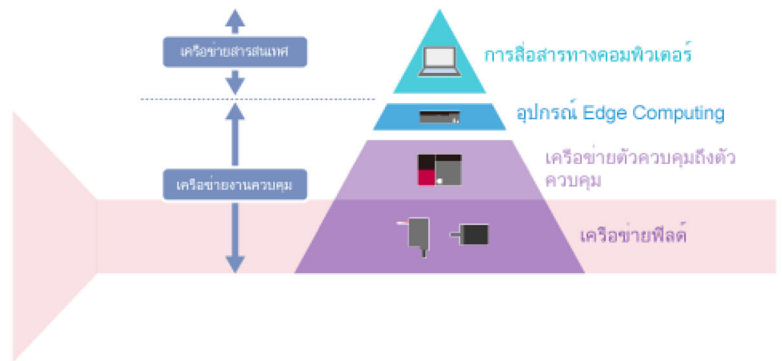 เครือข่ายสารสนเทศ
การสื่อสารทางคอมพิวเตอร์
อุปกรณ์ Edge Computing
เครือข่ายตัวควบคุมถึงตัว
ควบคุม
เครือข่ายงานควบคุม
เครือข่ายฟีลด์